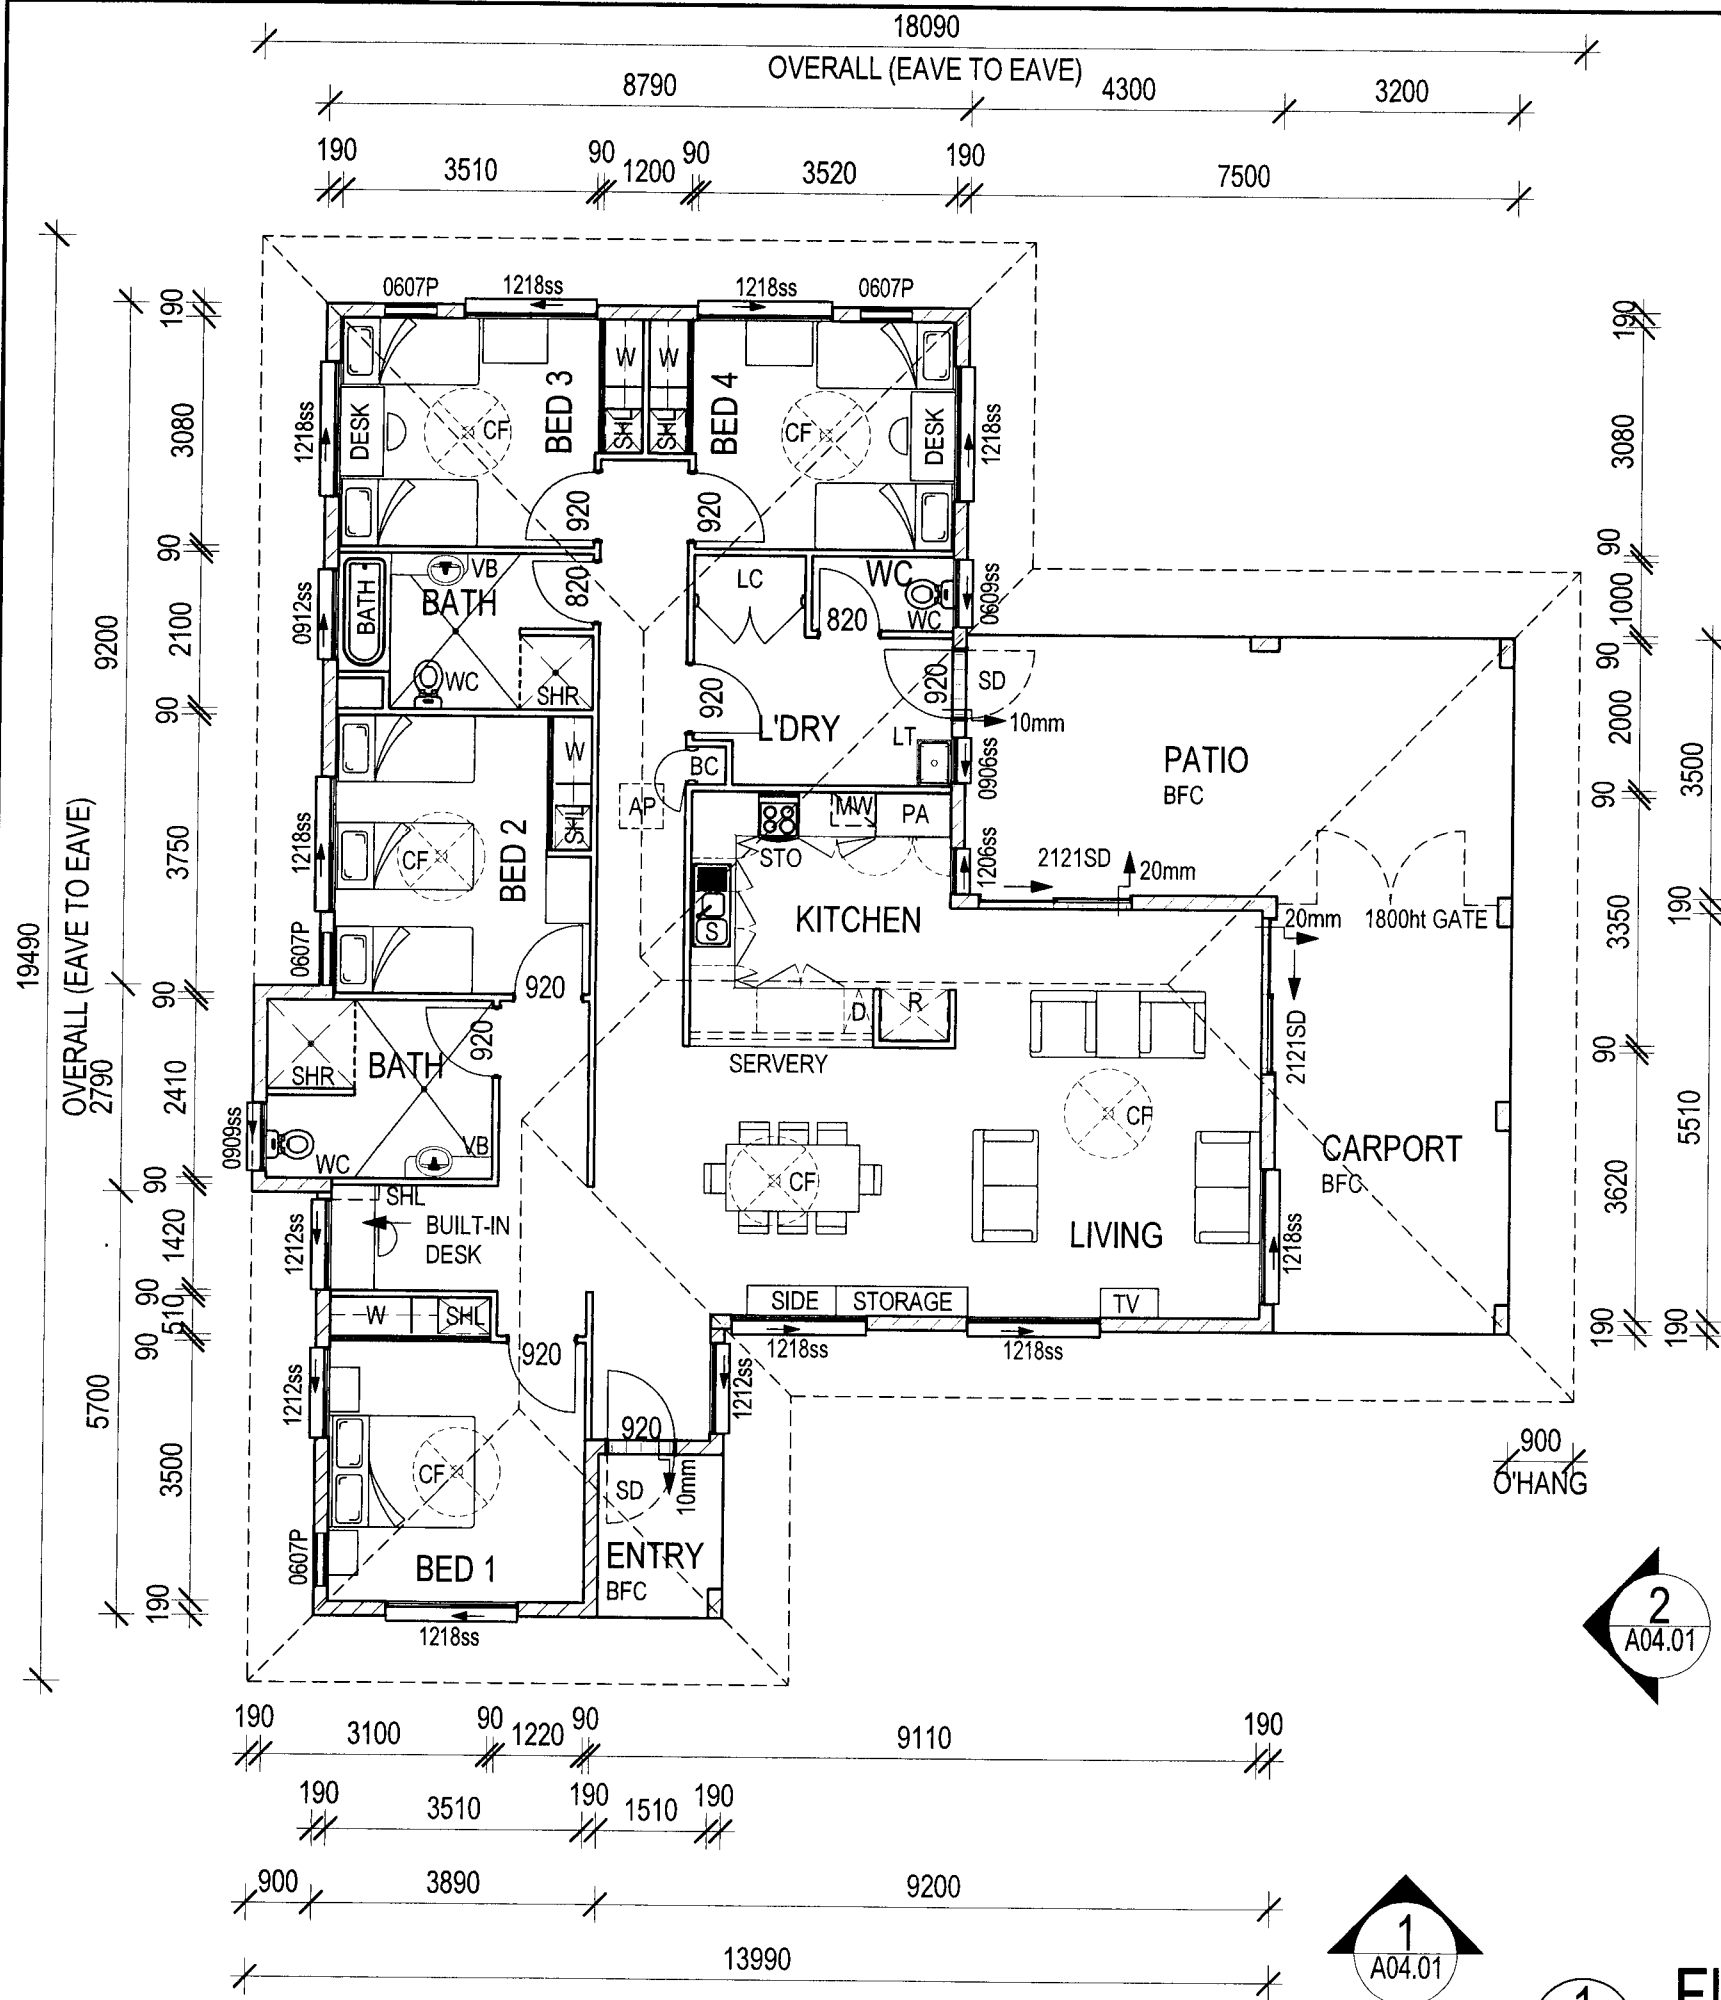 18090
OVERALL (EAVE TO EAVE)
8790 4300 3200
190 3510 90 1200 90 3520 190 7500
0607P 1218ss 1218ss 0607P
190 3080 90 2100 90 3750 90 2410 90 1420 90 510 90 3500 190
9200 2790 5700
19490
OVERALL (EAVE TO EAVE)
1218ss
DESK
CF
BED 3
W W
SHL SHL
BED 4
CF
DESK
1218ss
920 920
0912ss
BATH
VB
BATH
820
WC
SHR
LC
WC
WC
820
0609ss
920
L'DRY
920
SD
10mm
LT
0906ss
BC
AP
PATIO
BFC
1218ss
0607P
CF
BED 2
W
SHL
920
STO
MW
PA
1206ss
2121SD
20mm
KITCHEN
S
D
R
SERVERY
20mm
1800ht GATE
2121SD
SHR
BATH
920
WC
VB
0909ss
CF
CF
LIVING
CARPORT
BFC
1218ss
SHL
BUILT-IN
DESK
1212ss
W
SHL
SIDE STORAGE
TV
1218ss 1218ss
1212ss
920
1212ss
CF
920
SD
10mm
0607P
BED 1
ENTRY
BFC
1218ss
190 3080 90 1000 90 2000 90 3350 90 3620 190
3500 190 5510 190
900
O'HANG
2
A04.01
190 3100 90 1220 90 9110 190
190 3510 190 1510 190
900 3890 9200
13990
1
A04.01
1